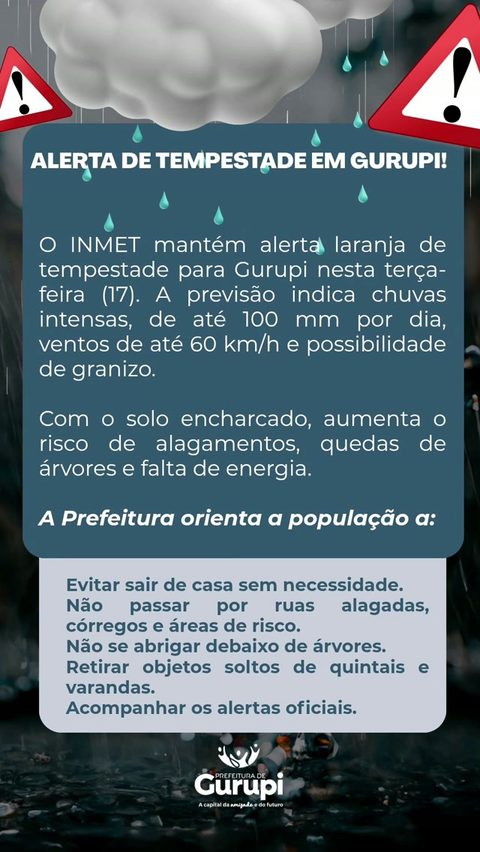 ALERTA DE TEMPESTADE EM GURUPI!
O INMET mantém alerta laranja de
tempestade para Gurupi nesta terça-
feira (17). A previsão indica chuvas
intensas, de até 100 mm por dia,
ventos de até 60 km/h e possibilidade
de granizo.
Com o solo encharcado, aumenta o
risco de alagamentos, quedas de
árvores e falta de energia.
A Prefeitura orienta a população a:
Evitar sair de casa sem necessidade.
Não passar por ruas alagadas,
córregos e áreas de risco.
Não se abrigar debaixo de árvores.
Retirar objetos soltos de quintais e
varandas.
Acompanhar os alertas oficiais.
PREFEITURA DE
Gurupi
A capital da amizade e do futuro